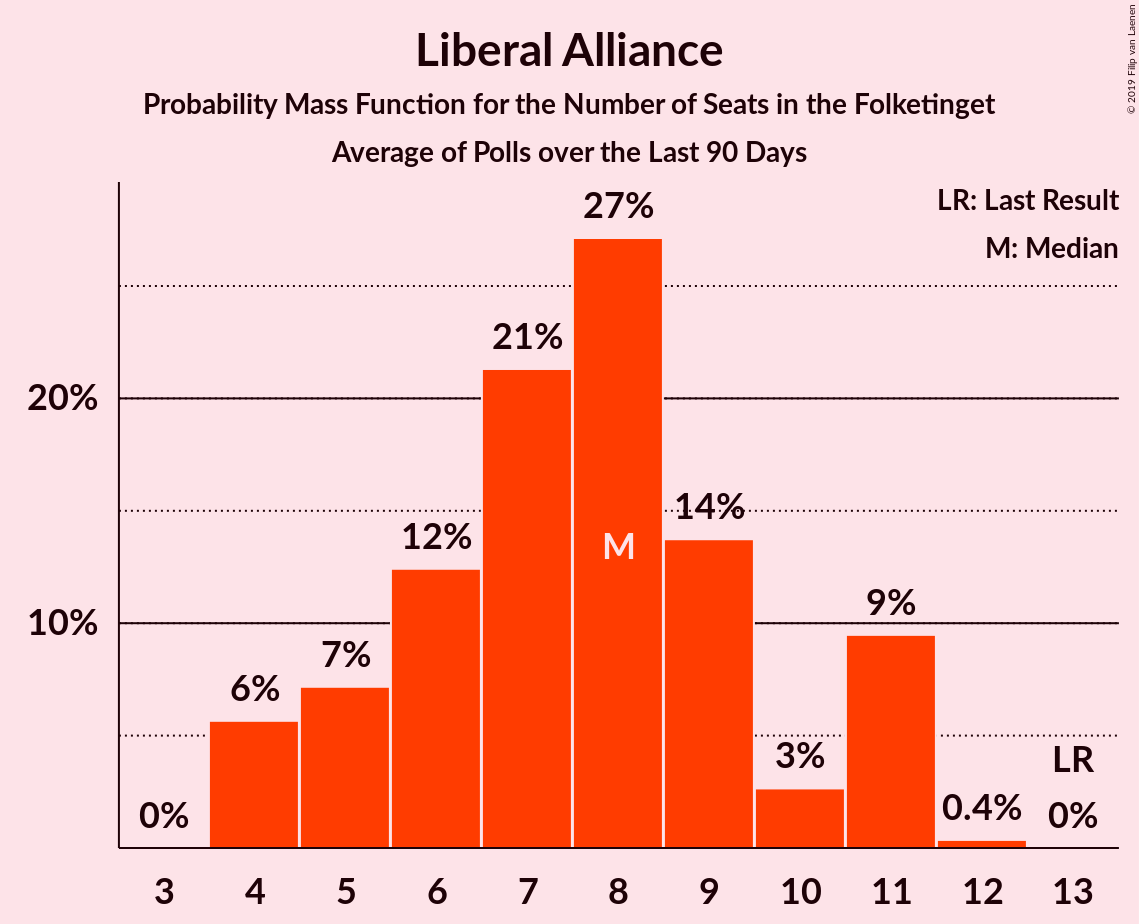 Liberal Alliance
Probability Mass Function for the Number of Seats in the Folketinget
Average of Polls over the Last 90 Days
© 2019 Filip van Laenen
LR: Last Result
M: Median
20%
10%
0%
6%
7%
12%
21%
27%
M
14%
3%
9%
0.4%
LR
0%
3 4 5 6 7 8 9 10 11 12 13